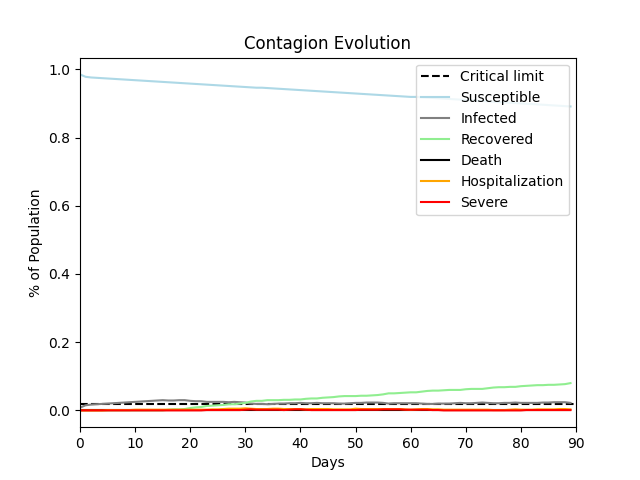 Contagion Evolution
1.0
0.8
0.6
0.4
0.2
0.0
% of Population
Critical limit
Susceptible
Infected
Recovered
Death
Hospitalization
Severe
0 10 20 30 40 50 60 70 80 90
Days